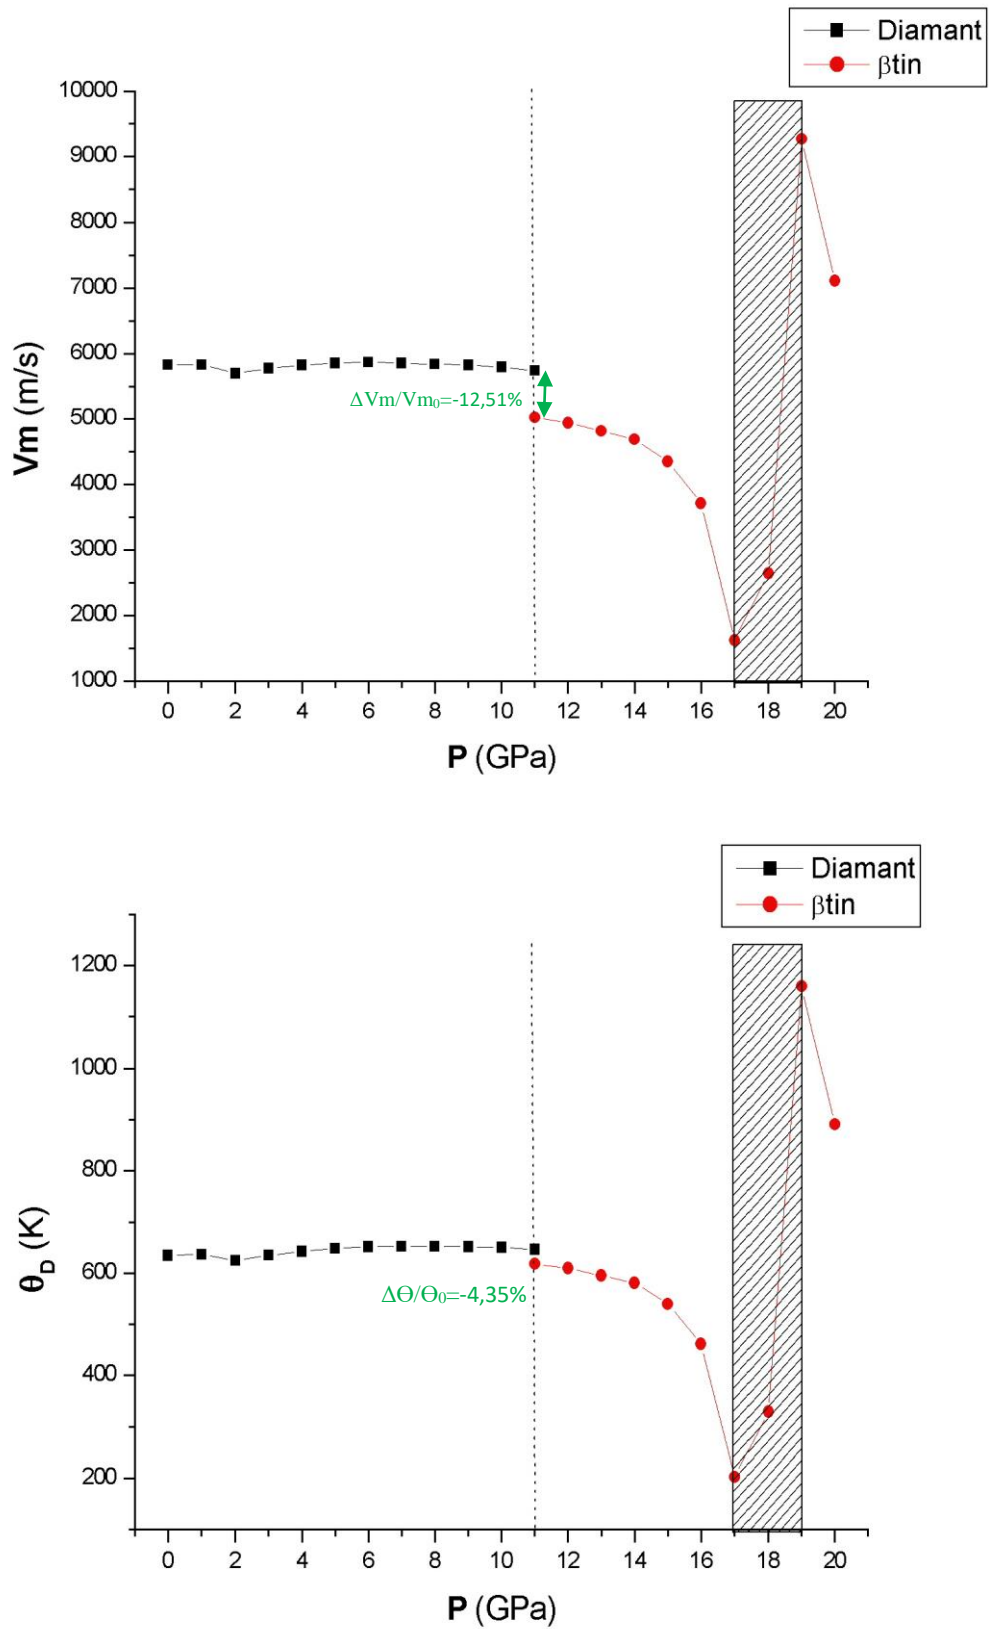 Diamant
βtin
10000
9000
8000
7000
6000
5000
4000
3000
2000
1000
Vm (m/s)
ΔVm/Vm₀=-12,51%
0 2 4 6 8 10 12 14 16 18 20
P (GPa)
Diamant
βtin
1200
1000
800
600
400
200
θD (K)
ΔΘ/Θ₀=-4,35%
0 2 4 6 8 10 12 14 16 18 20
P (GPa)